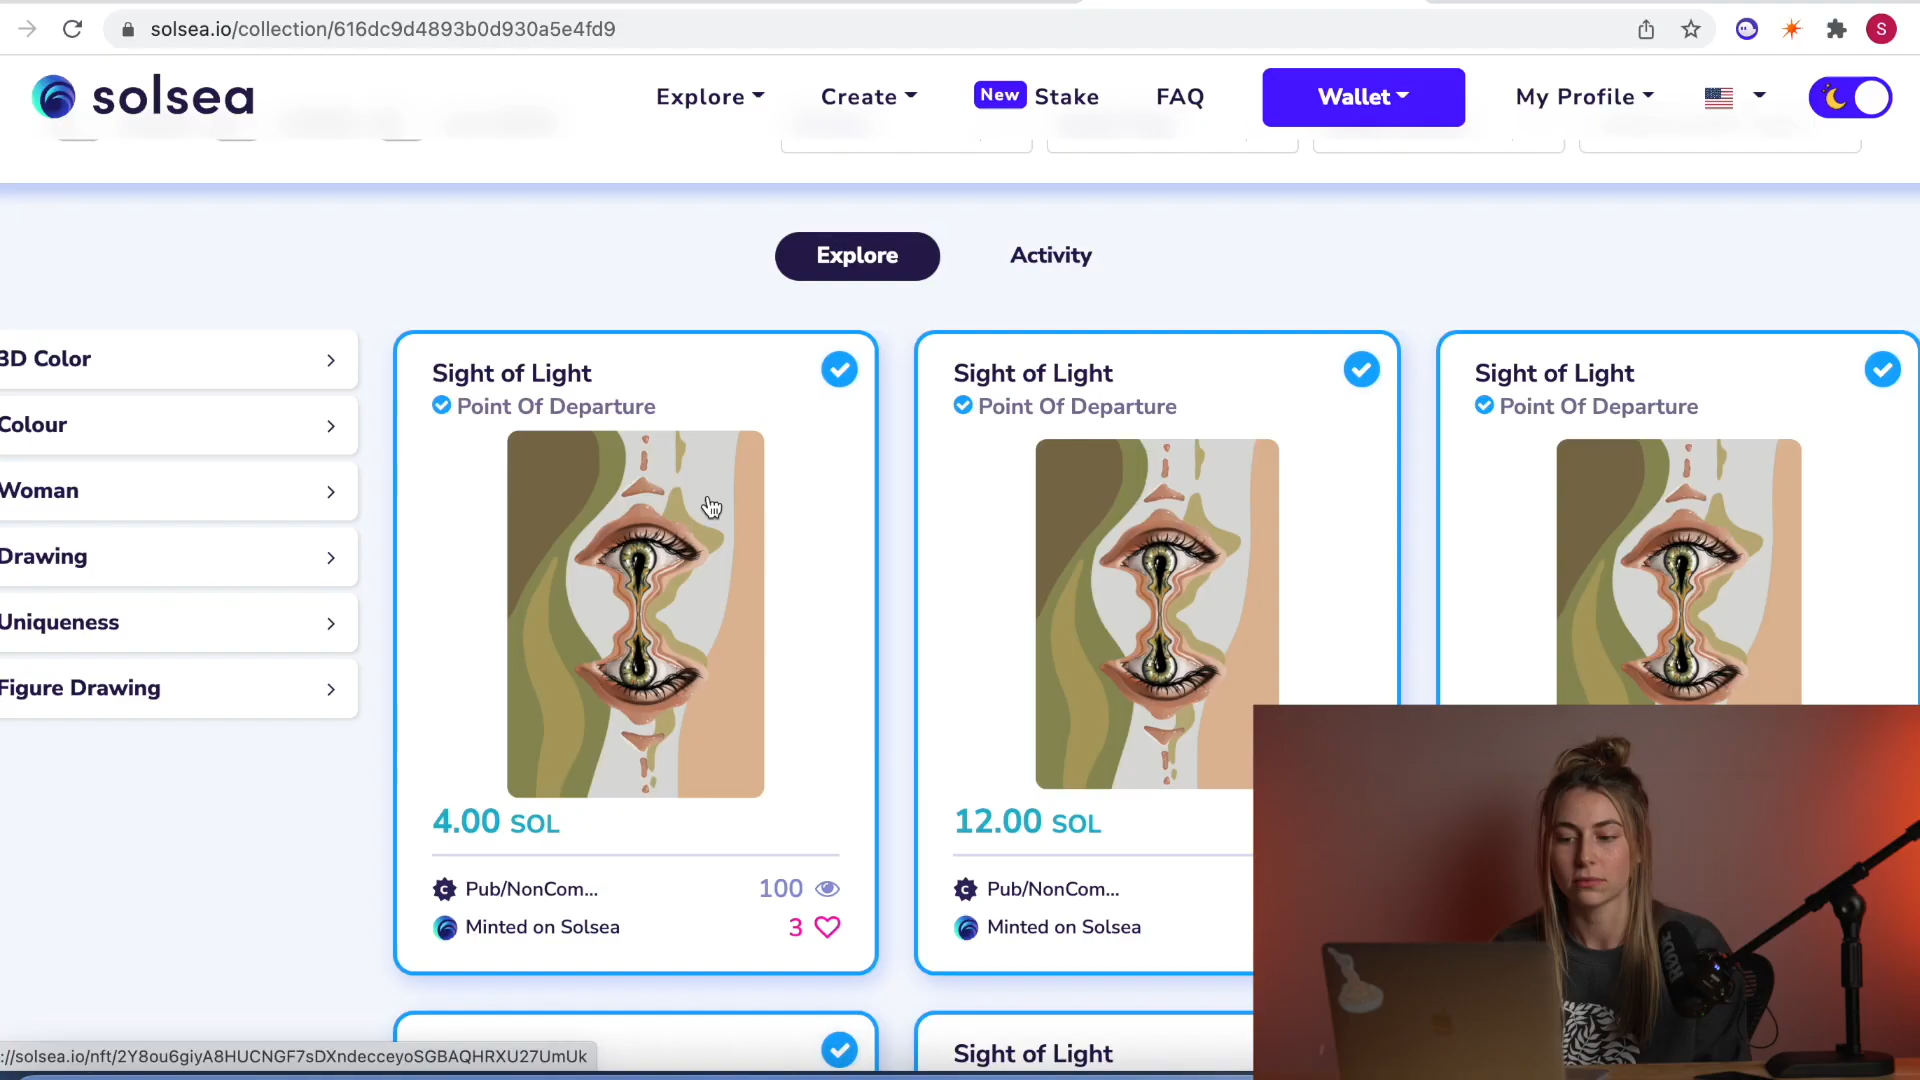 solsea.io/collection/616dc9d4893b0d930a5e4fd9
S
solsea
Explore
Create
New Stake
FAQ
Wallet
My Profile
Explore
Activity
3D Color
Colour
Woman
Drawing
Uniqueness
Figure Drawing
Sight of Light
Point Of Departure
4.00 SOL
Pub/NonCom...
100
Minted on Solsea
3
Sight of Light
Point Of Departure
12.00 SOL
Pub/NonCom...
Minted on Solsea
Sight of Light
Point Of Departure
Sight of Light
://solsea.io/nft/2Y8ou6giyA8HUCNGF7sDXndecceyoSGBAQHRXU27UmUk
RØDE